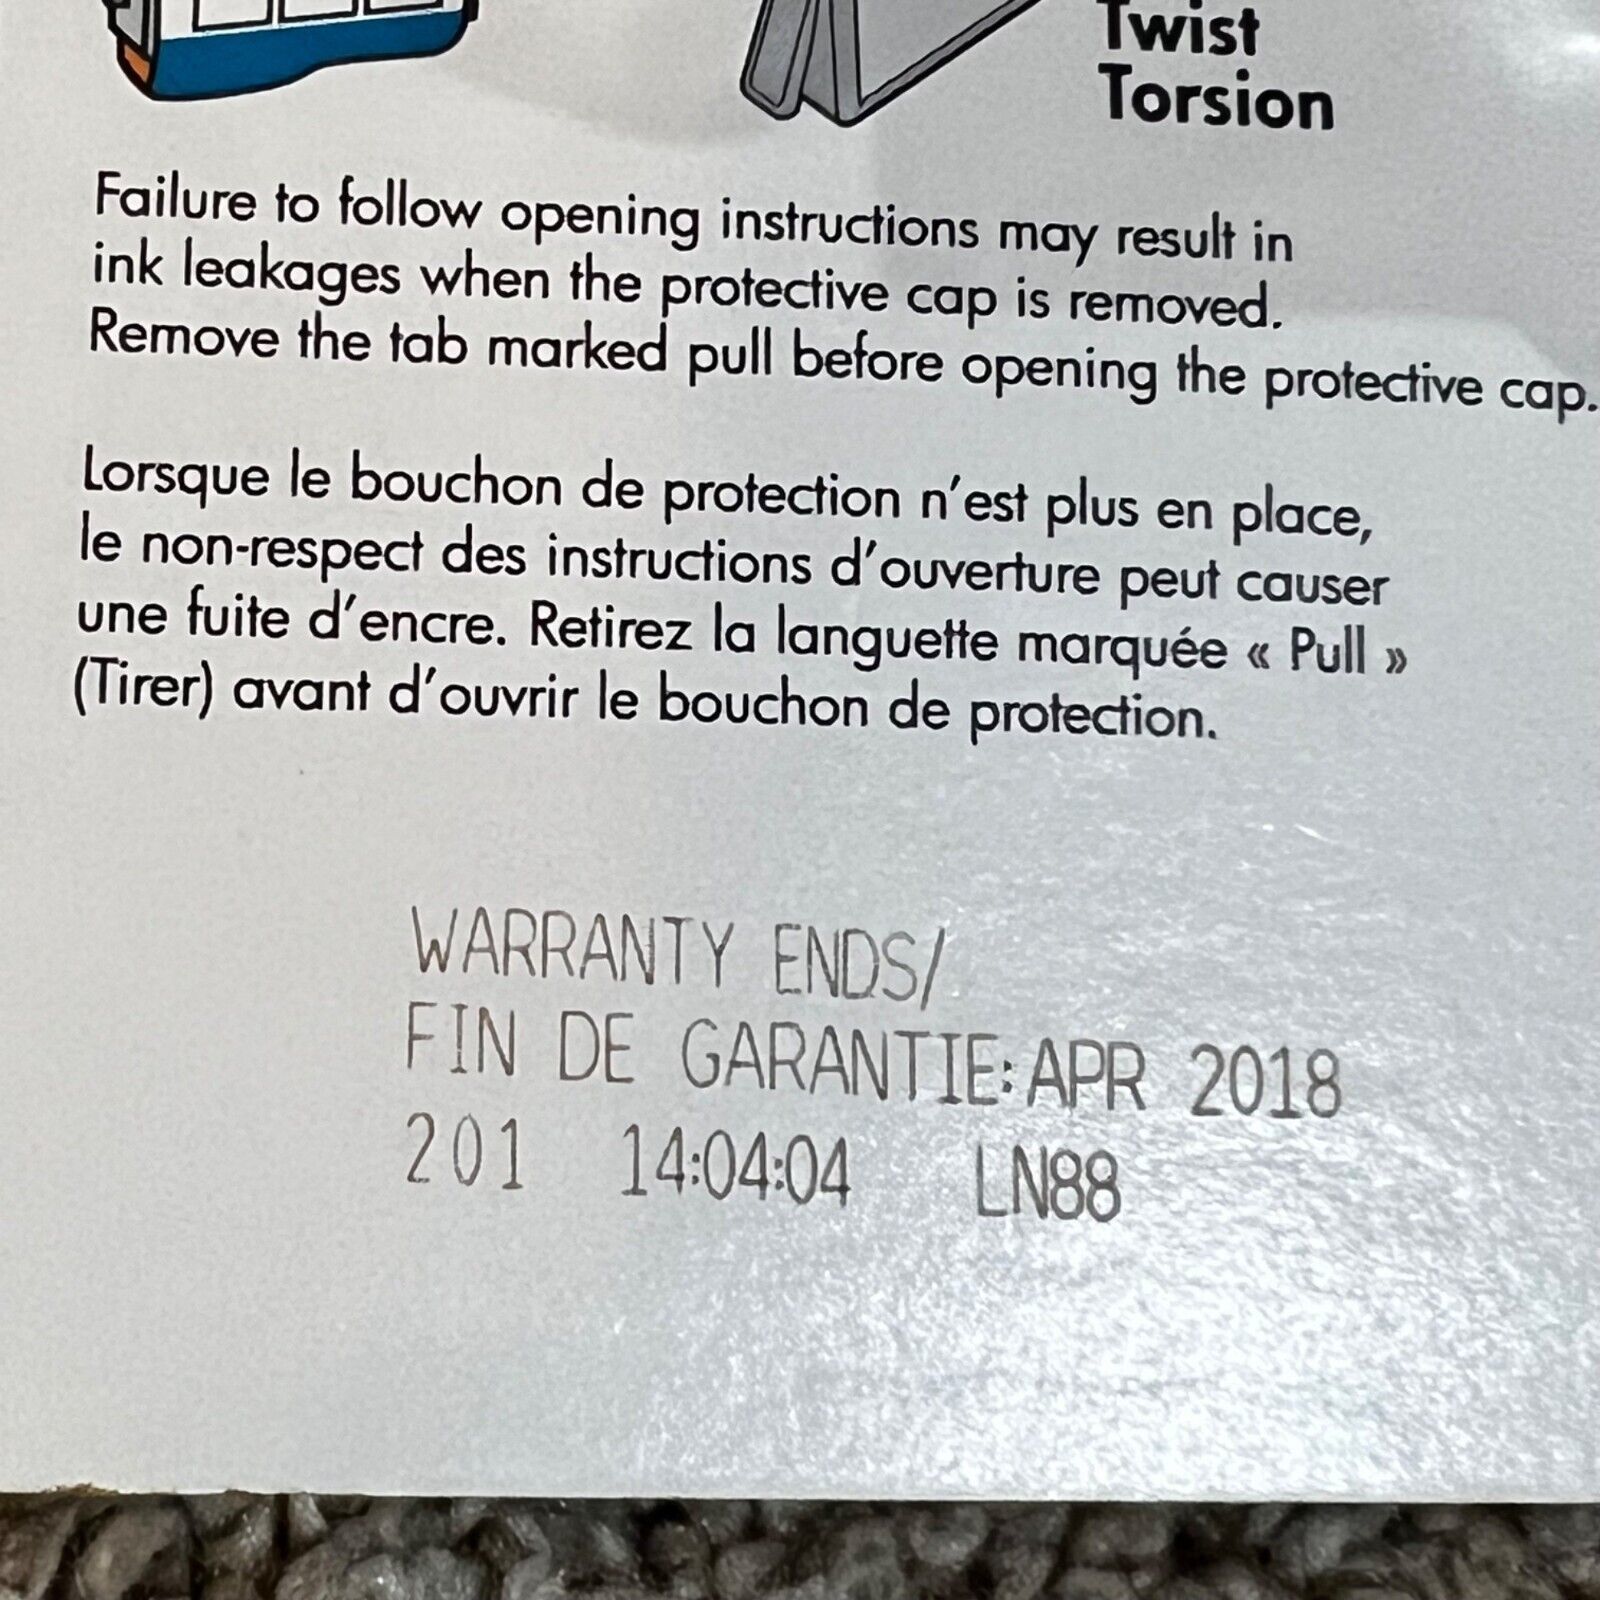 Twist
Torsion
Failure to follow opening instructions may result in
ink leakages when the protective cap is removed.
Remove the tab marked pull before opening the protective cap.
Lorsque le bouchon de protection n'est plus en place,
le non-respect des instructions d'ouverture peut causer
une fuite d'encre. Retirez la languette marquée « Pull »
(Tirer) avant d'ouvrir le bouchon de protection.
WARRANTY ENDS/
FIN DE GARANTIE:APR 2018
201 14:04:04 LN88